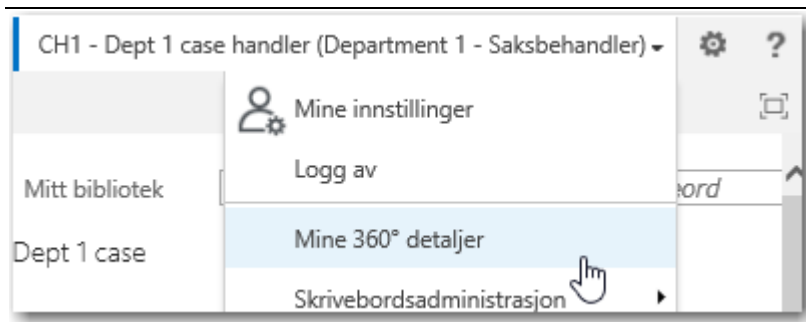 CH1 - Dept 1 case handler (Department 1 - Saksbehandler)
?
Mine innstillinger
Logg av
Mitt bibliotek
Mine 360° detaljer
Dept 1 case
Skrivebordsadministrasjon